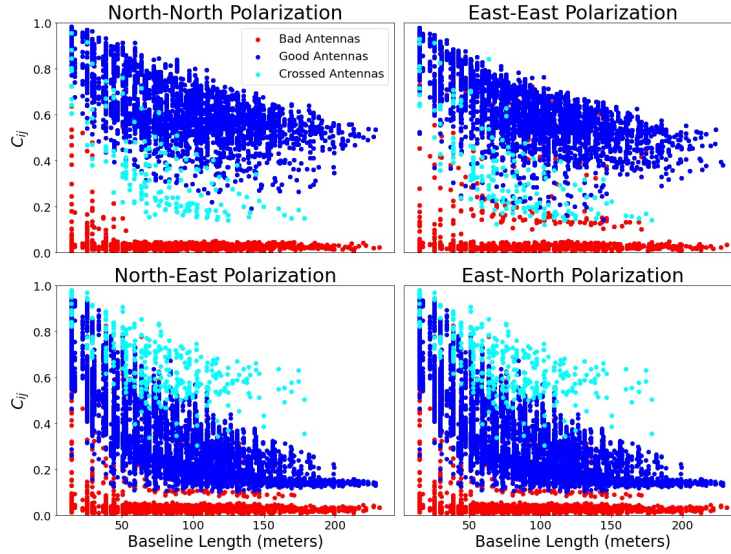 North-North Polarization
East-East Polarization
1.0
0.8
0.6
0.4
0.2
0.0
C_ij
Bad Antennas
Good Antennas
Crossed Antennas
North-East Polarization
East-North Polarization
1.0
0.8
0.6
0.4
0.2
0.0
C_ij
50
100
150
200
50
100
150
200
Baseline Length (meters)
Baseline Length (meters)